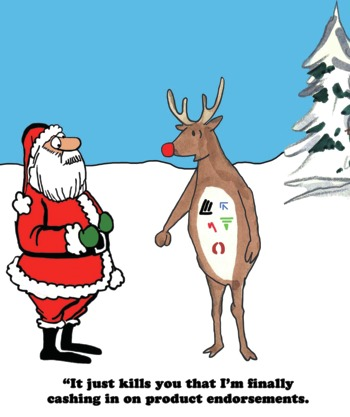 “It just kills you that I’m finally
cashing in on product endorsements.